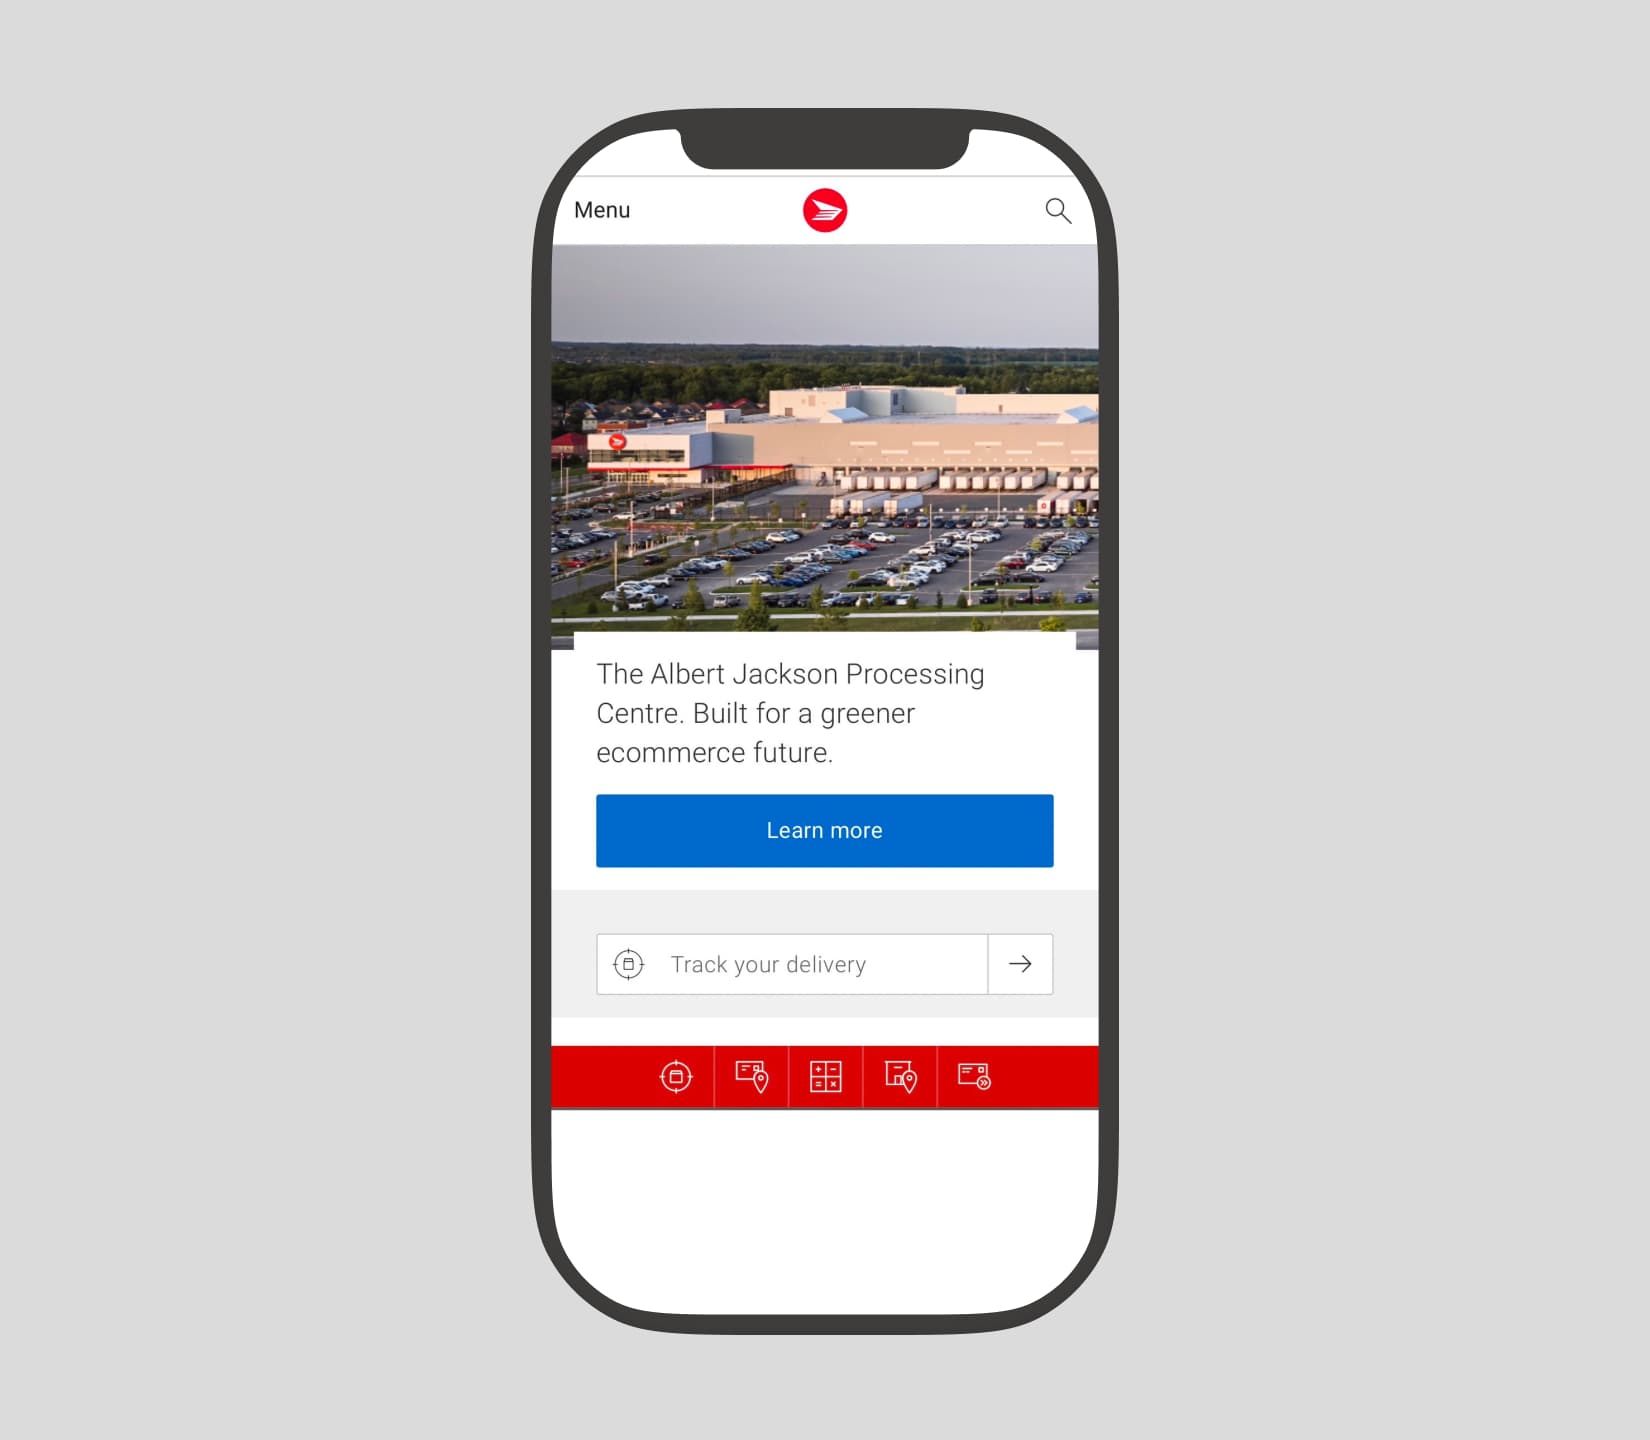 Menu
The Albert Jackson Processing
Centre. Built for a greener
ecommerce future.
Learn more
Track your delivery